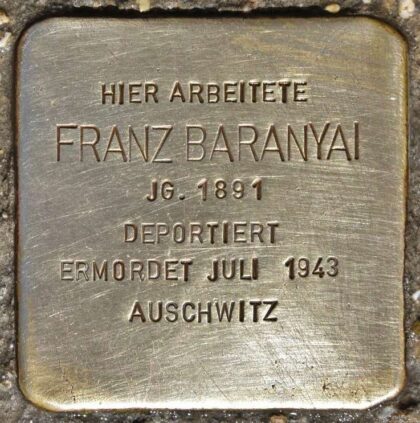 HIER ARBEITETE
FRANZ BARANYAI
JG. 1891
DEPORTIERT
ERMORDET JULI 1943
AUSCHWITZ